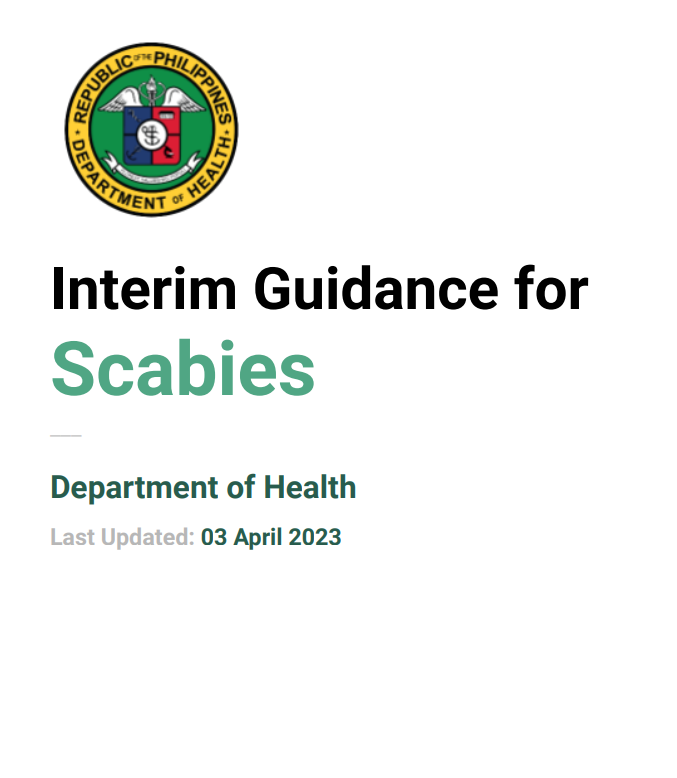 REPUBLIC OF THE PHILIPPINES
DEPARTMENT OF HEALTH
Interim Guidance for
Scabies
Department of Health
Last Updated: 03 April 2023